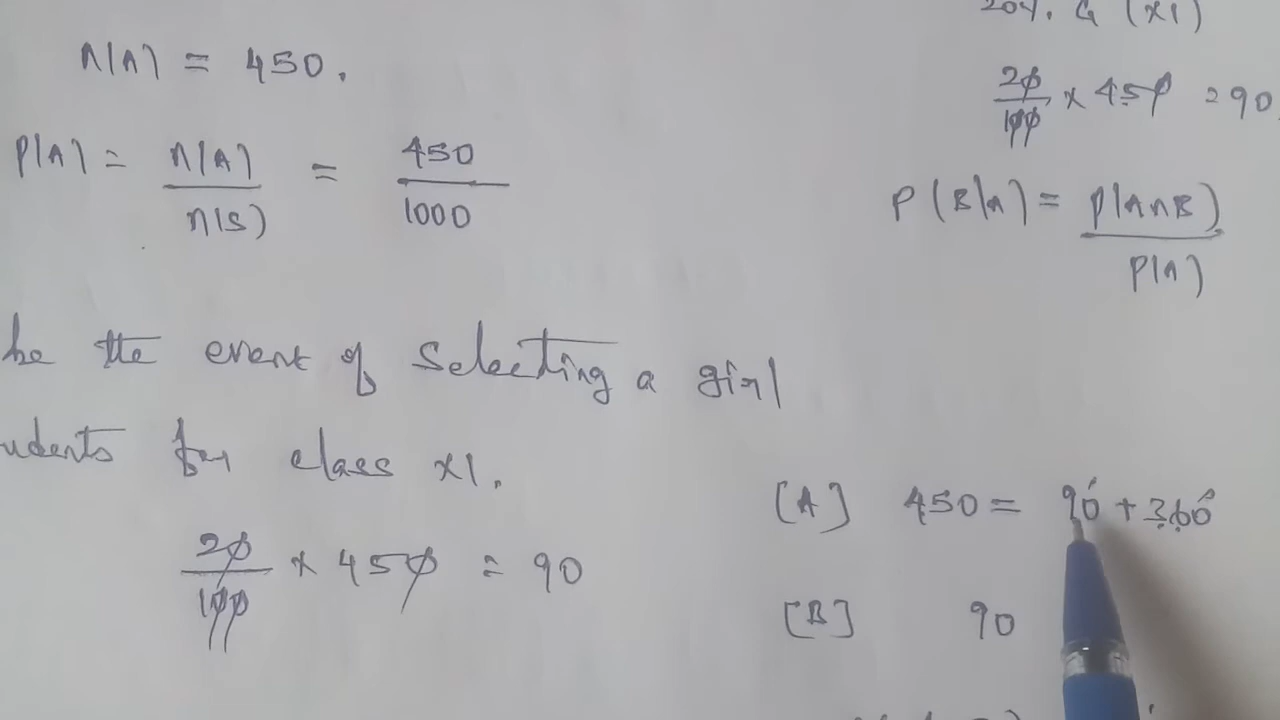 n(A) = 450.
P(A) = n(A)/n(S) = 450/1000
be the event of selecting a girl
udents for class XI.
20/100 × 450 = 90
20%. G (XI)
20/100 × 450 = 90.
P(B|A) = P(A∩B)/P(A)
[A] 450 = 90 + 360
[B] 90